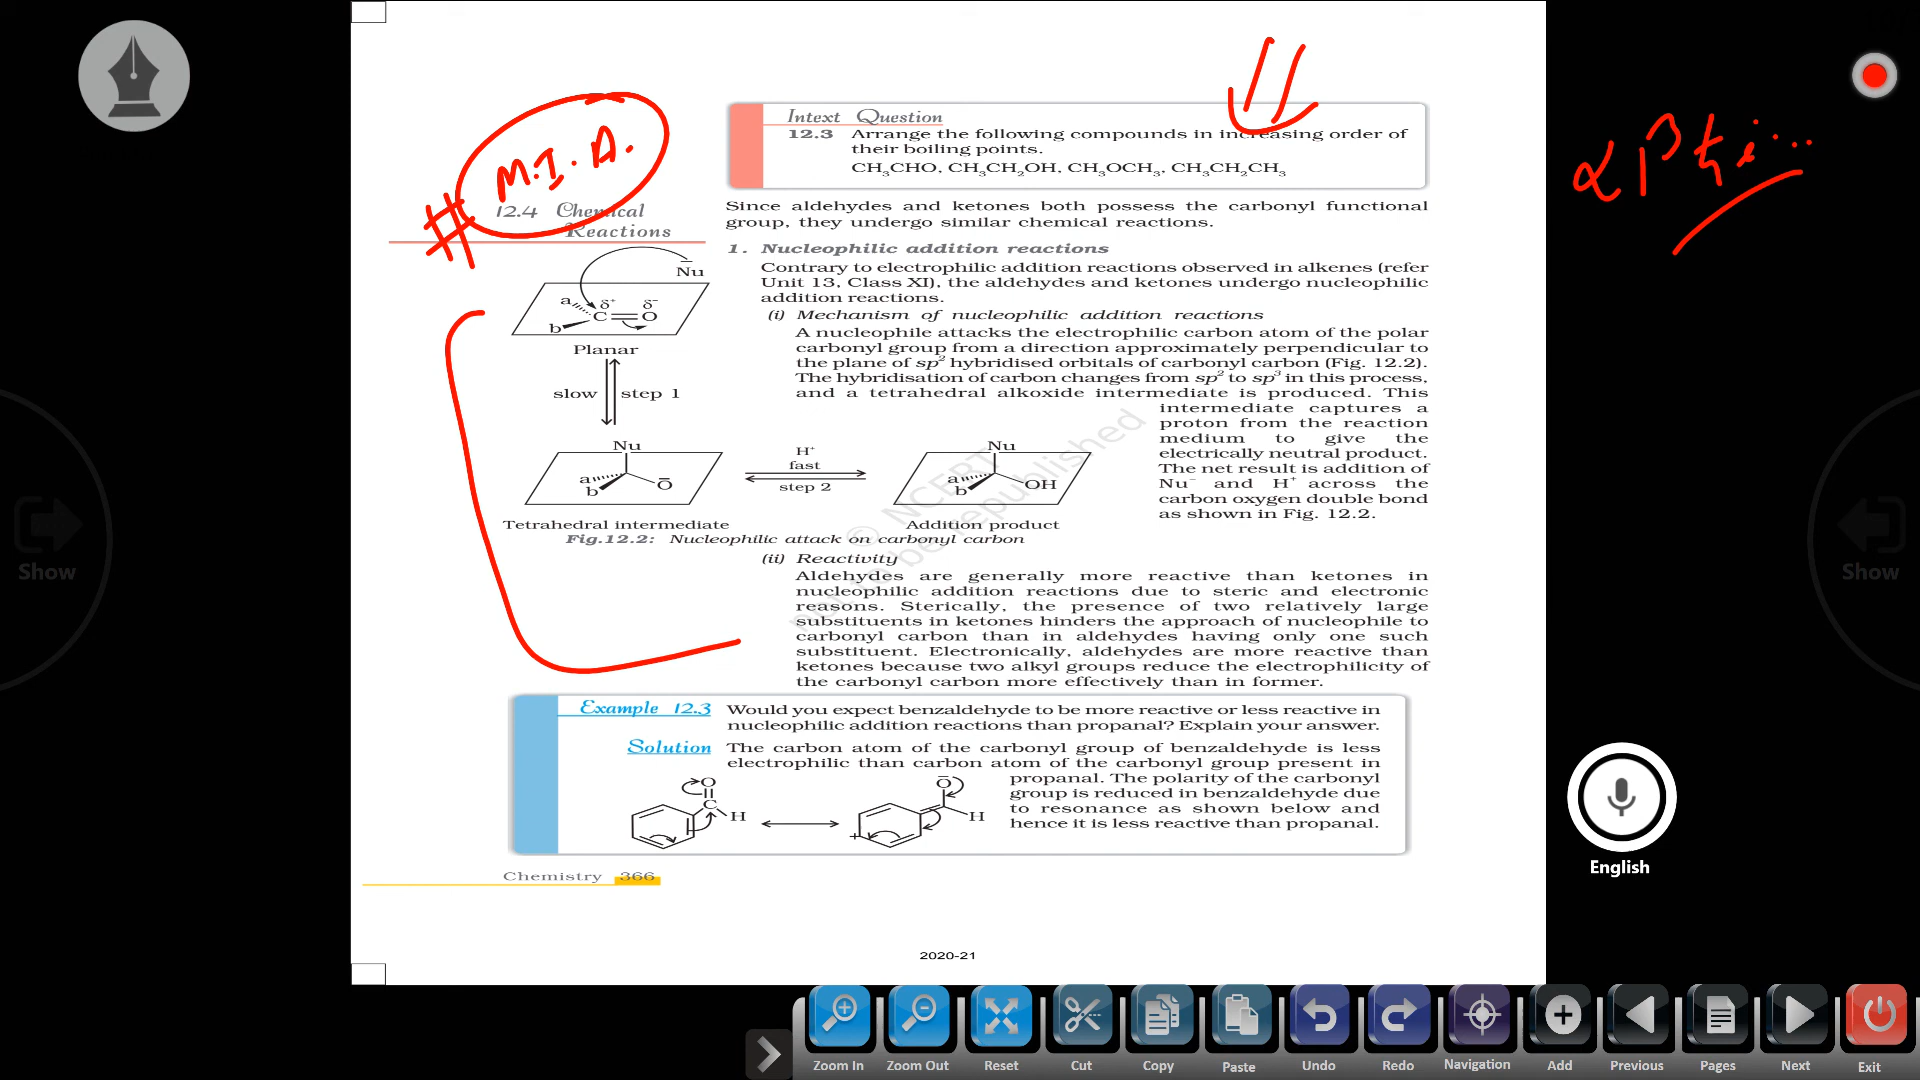 M.I.A.
#
Intext Question
12.3 Arrange the following compounds in increasing order of
their boiling points.
CH₃CHO, CH₃CH₂OH, CH₃OCH₃, CH₃CH₂CH₃
12.4 Chemical
Reactions
Since aldehydes and ketones both possess the carbonyl functional
group, they undergo similar chemical reactions.
1. Nucleophilic addition reactions
Contrary to electrophilic addition reactions observed in alkenes (refer
Unit 13, Class XI), the aldehydes and ketones undergo nucleophilic
addition reactions.
(i) Mechanism of nucleophilic addition reactions
A nucleophile attacks the electrophilic carbon atom of the polar
carbonyl group from a direction approximately perpendicular to
the plane of sp² hybridised orbitals of carbonyl carbon (Fig. 12.2).
The hybridisation of carbon changes from sp² to sp³ in this process,
and a tetrahedral alkoxide intermediate is produced. This
intermediate captures a
proton from the reaction
medium to give the
electrically neutral product.
The net result is addition of
Nu⁻ and H⁺ across the
carbon oxygen double bond
as shown in Fig. 12.2.
N̄u
a δ⁺ δ⁻
C O
b
Planar
slow step 1
Nu
a
b Ō
Tetrahedral intermediate
H⁺
fast
step 2
Nu
a
b OH
Addition product
Fig.12.2: Nucleophilic attack on carbonyl carbon
(ii) Reactivity
Aldehydes are generally more reactive than ketones in
nucleophilic addition reactions due to steric and electronic
reasons. Sterically, the presence of two relatively large
substituents in ketones hinders the approach of nucleophile to
carbonyl carbon than in aldehydes having only one such
substituent. Electronically, aldehydes are more reactive than
ketones because two alkyl groups reduce the electrophilicity of
the carbonyl carbon more effectively than in former.
Example 12.3 Would you expect benzaldehyde to be more reactive or less reactive in
nucleophilic addition reactions than propanal? Explain your answer.
Solution The carbon atom of the carbonyl group of benzaldehyde is less
electrophilic than carbon atom of the carbonyl group present in
propanal. The polarity of the carbonyl
group is reduced in benzaldehyde due
to resonance as shown below and
hence it is less reactive than propanal.
O
C
H
Ō
H
+
Chemistry 366
2020-21
© NCERT
not to be republished
Show
Show
English
Zoom In Zoom Out Reset Cut Copy Paste Undo Redo Navigation Add Previous Pages Next Exit